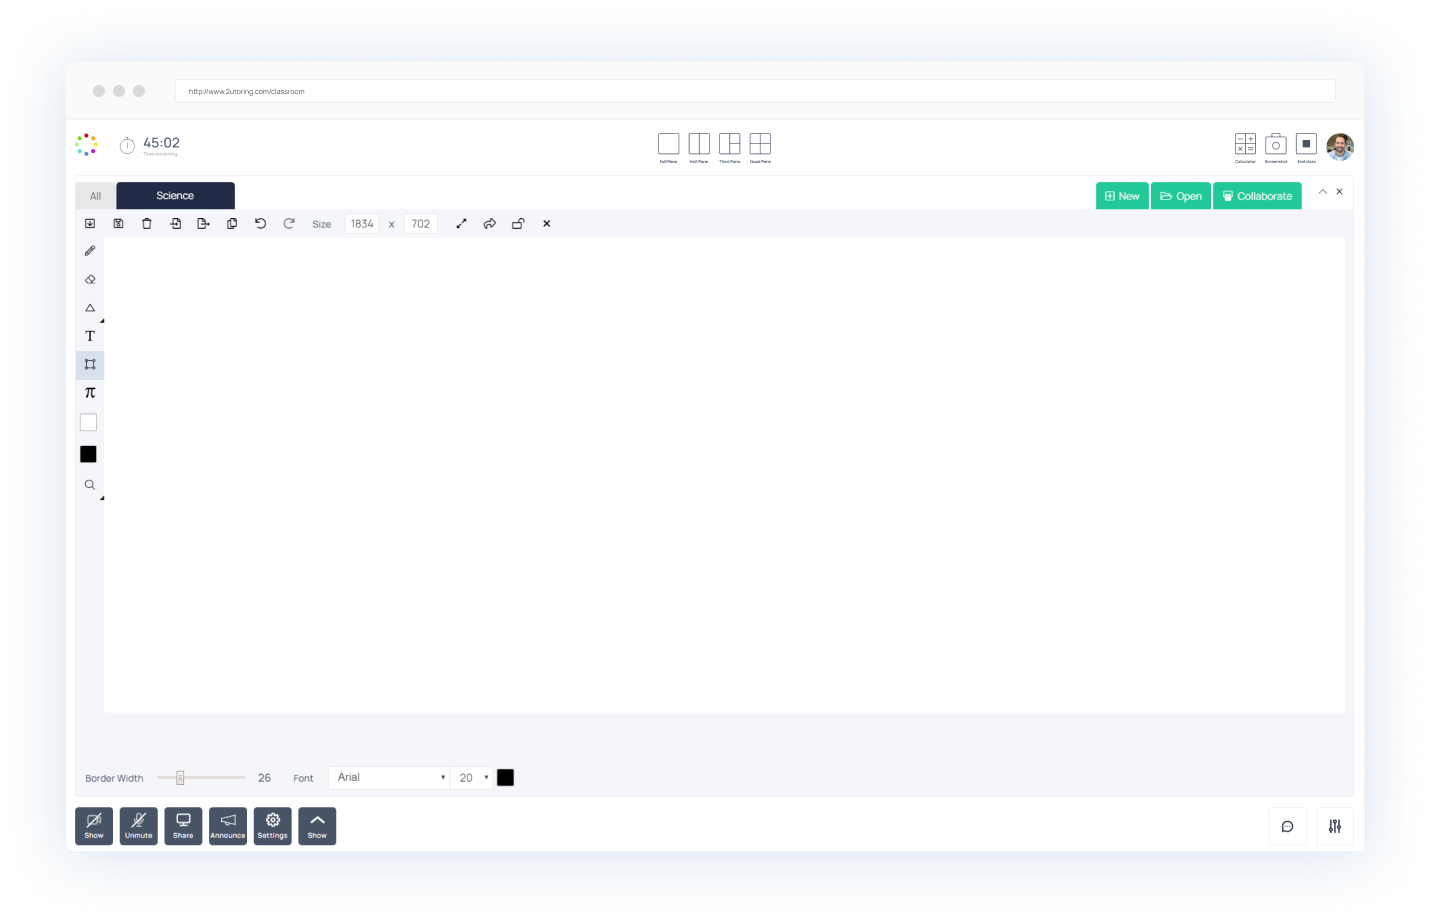 http://www.2utoring.com/classroom
45:02
Time remaining
Full Pane
Half Pane
Third Pane
Quad Pane
Calculator
Screenshot
End class
All
Science
New
Open
Collaborate
Size 1834 x 702
T
π
Border Width 26 Font Arial 20
Show
Unmute
Share
Announce
Settings
Show